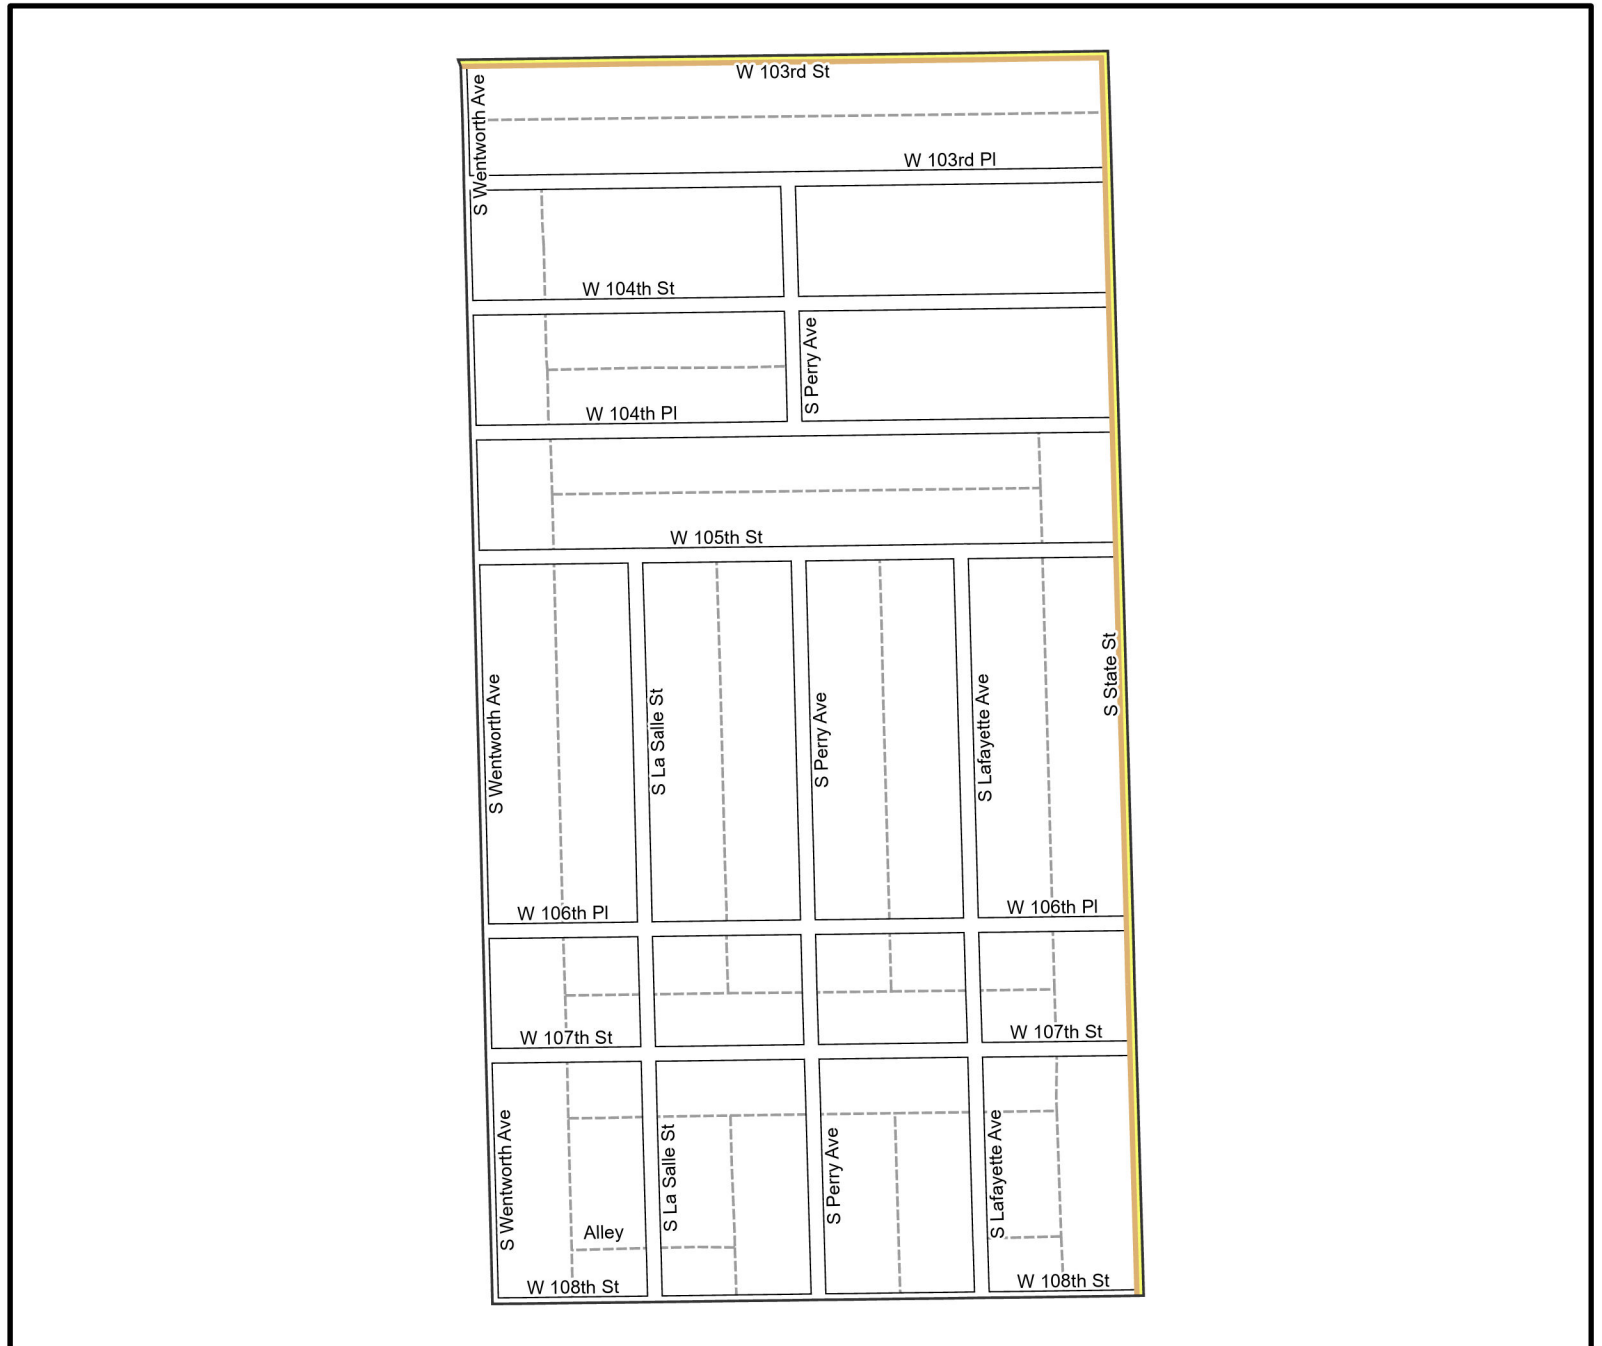 W 103rd St
S Wentworth Ave
W 103rd Pl
W 104th St
S Perry Ave
W 104th Pl
W 105th St
S State St
S Wentworth Ave
S La Salle St
S Perry Ave
S Lafayette Ave
W 106th Pl
W 106th Pl
W 107th St
W 107th St
S Wentworth Ave
S La Salle St
S Perry Ave
S Lafayette Ave
Alley
W 108th St
W 108th St